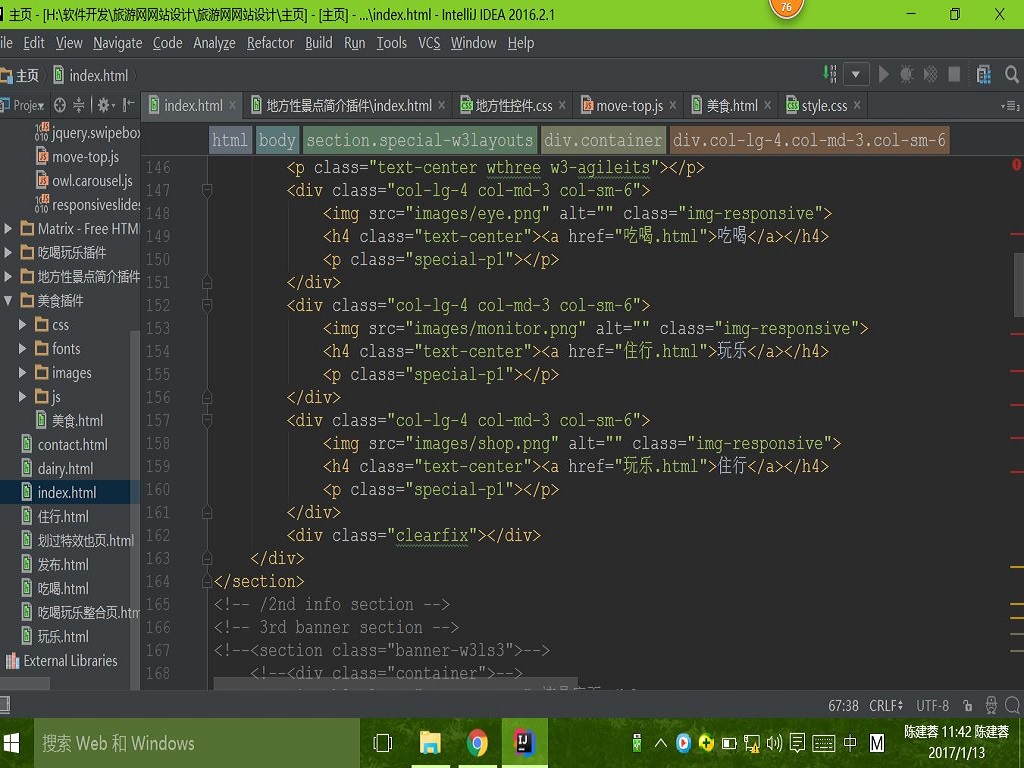 主页 - [H:\软件开发\旅游网网站设计\旅游网网站设计\主页] - [主页] - ...\index.html - IntelliJ IDEA 2016.2.1
76
ile Edit View Navigate Code Analyze Refactor Build Run Tools VCS Window Help
主页 index.html
Proje index.html 地方性景点简介插件\index.html 地方性控件.css move-top.js 美食.html style.css
html body section.special-w3layouts div.container div.col-lg-4.col-md-3.col-sm-6
jquery.swipebox
move-top.js
owl.carousel.js
responsiveslides
Matrix - Free HTM
吃喝玩乐插件
地方性景点简介插件
美食插件
css
fonts
images
js
美食.html
contact.html
dairy.html
index.html
住行.html
划过特效也页.html
发布.html
吃喝.html
吃喝玩乐整合页.htm
玩乐.html
External Libraries
146 <p class="text-center wthree w3-agileits"></p>
147 <div class="col-lg-4 col-md-3 col-sm-6">
148 <img src="images/eye.png" alt="" class="img-responsive">
149 <h4 class="text-center"><a href="吃喝.html">吃喝</a></h4>
150 <p class="special-p1"></p>
151 </div>
152 <div class="col-lg-4 col-md-3 col-sm-6">
153 <img src="images/monitor.png" alt="" class="img-responsive">
154 <h4 class="text-center"><a href="住行.html">玩乐</a></h4>
155 <p class="special-p1"></p>
156 </div>
157 <div class="col-lg-4 col-md-3 col-sm-6">
158 <img src="images/shop.png" alt="" class="img-responsive">
159 <h4 class="text-center"><a href="玩乐.html">住行</a></h4>
160 <p class="special-p1"></p>
161 </div>
162 <div class="clearfix"></div>
163 </div>
164 </section>
165 <!-- /2nd info section -->
166 <!-- 3rd banner section -->
167 <!--<section class="banner-w3ls3">-->
168 <!--<div class="container">-->
67:38 CRLF UTF-8
搜索 Web 和 Windows
中 M
陈建蓉 11:42 陈建蓉
2017/1/13